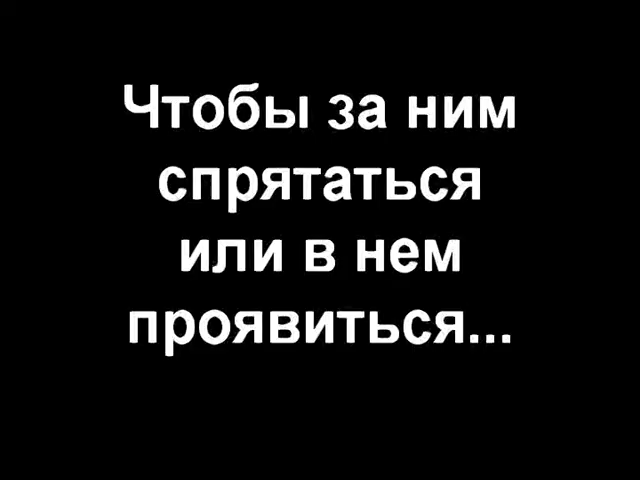 Чтобы за ним
спрятаться
или в нем
проявиться...